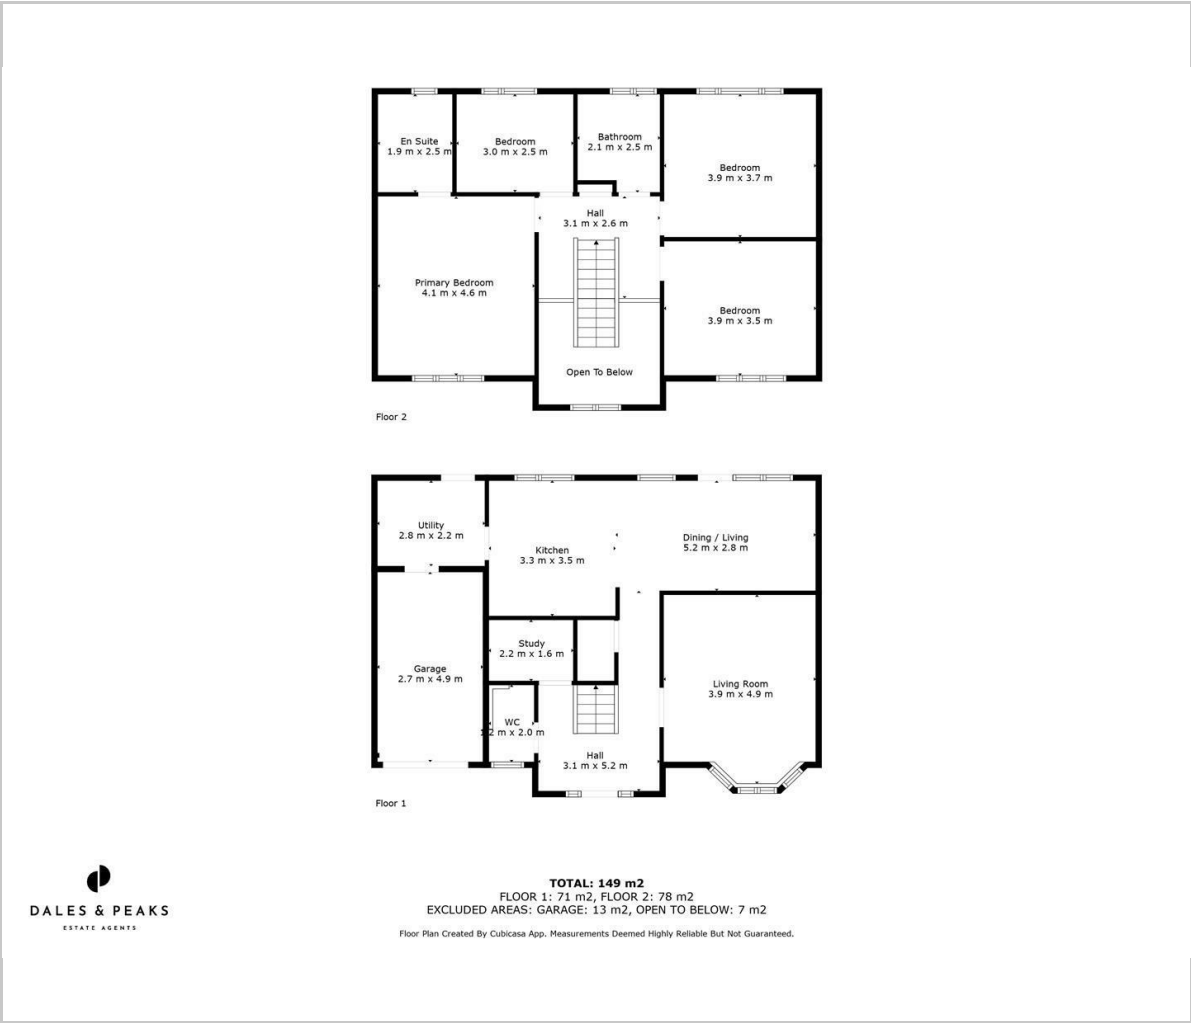 En Suite
1.9 m x 2.5 m
Bedroom
3.0 m x 2.5 m
Bathroom
2.1 m x 2.5 m
Bedroom
3.9 m x 3.7 m
Hall
3.1 m x 2.6 m
Primary Bedroom
4.1 m x 4.6 m
Bedroom
3.9 m x 3.5 m
Open To Below
Floor 2
Utility
2.8 m x 2.2 m
Kitchen
3.3 m x 3.5 m
Dining / Living
5.2 m x 2.8 m
Study
2.2 m x 1.6 m
Garage
2.7 m x 4.9 m
Living Room
3.9 m x 4.9 m
WC
1.2 m x 2.0 m
Hall
3.1 m x 5.2 m
Floor 1
DALES & PEAKS
ESTATE AGENTS
TOTAL: 149 m2
FLOOR 1: 71 m2, FLOOR 2: 78 m2
EXCLUDED AREAS: GARAGE: 13 m2, OPEN TO BELOW: 7 m2
Floor Plan Created By Cubicasa App. Measurements Deemed Highly Reliable But Not Guaranteed.